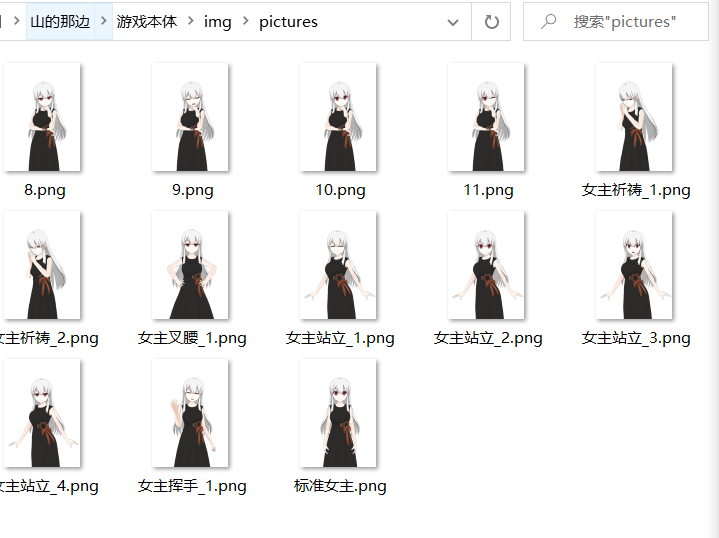 山的那边 > 游戏本体 > img > pictures
搜索"pictures"
8.png
9.png
10.png
11.png
女主祈祷_1.png
女主祈祷_2.png
女主叉腰_1.png
女主站立_1.png
女主站立_2.png
女主站立_3.png
女主站立_4.png
女主挥手_1.png
标准女主.png